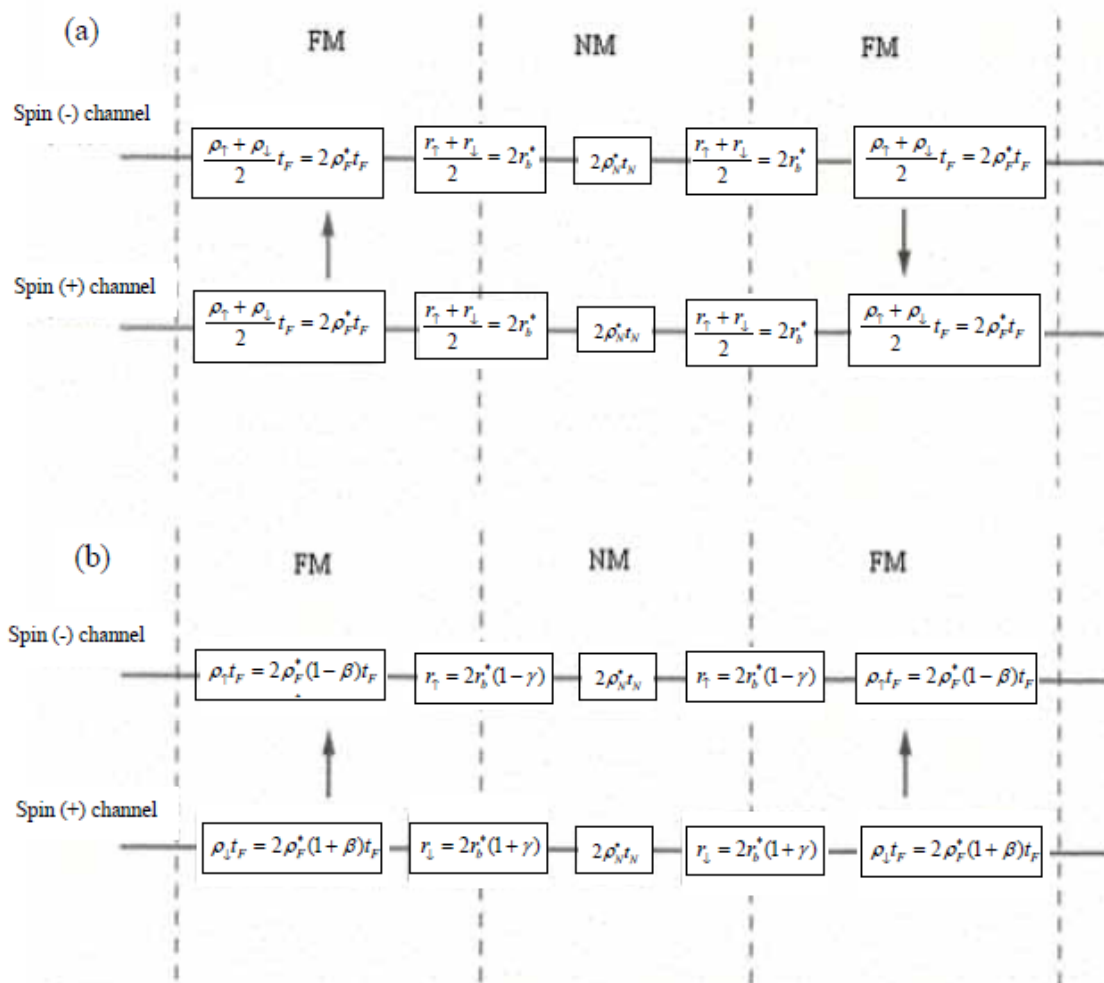 (a)
FM NM FM
Spin (-) channel
(ρ↑ + ρ↓)/2 t_F = 2ρ*_F t_F (r↑ + r↓)/2 = 2r*_b 2ρ*_N t_N (r↑ + r↓)/2 = 2r*_b (ρ↑ + ρ↓)/2 t_F = 2ρ*_F t_F
Spin (+) channel
(ρ↑ + ρ↓)/2 t_F = 2ρ*_F t_F (r↑ + r↓)/2 = 2r*_b 2ρ*_N t_N (r↑ + r↓)/2 = 2r*_b (ρ↑ + ρ↓)/2 t_F = 2ρ*_F t_F
(b)
FM NM FM
Spin (-) channel
ρ↑t_F = 2ρ*_F(1−β)t_F r↑ = 2r*_b(1−γ) 2ρ*_N t_N r↑ = 2r*_b(1−γ) ρ↑t_F = 2ρ*_F(1−β)t_F
Spin (+) channel
ρ↓t_F = 2ρ*_F(1+β)t_F r↓ = 2r*_b(1+γ) 2ρ*_N t_N r↓ = 2r*_b(1+γ) ρ↓t_F = 2ρ*_F(1+β)t_F